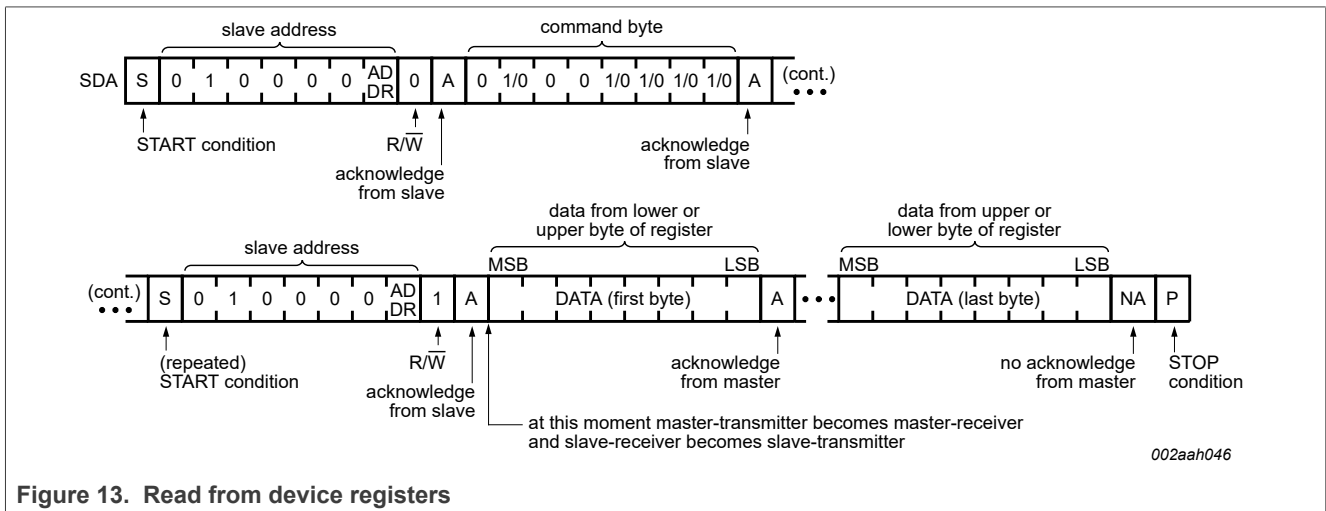 slave address
command byte
SDA S 0 1 0 0 0 0 AD DR 0 A 0 1/0 0 0 1/0 1/0 1/0 1/0 A (cont.)
START condition
R/W
acknowledge
from slave
acknowledge
from slave
data from lower or
upper byte of register
data from upper or
lower byte of register
slave address
MSB LSB MSB LSB
(cont.) S 0 1 0 0 0 0 AD DR 1 A DATA (first byte) A DATA (last byte) NA P
(repeated)
START condition
R/W
acknowledge
from slave
acknowledge
from master
no acknowledge
from master
STOP
condition
at this moment master-transmitter becomes master-receiver
and slave-receiver becomes slave-transmitter
002aah046
Figure 13. Read from device registers